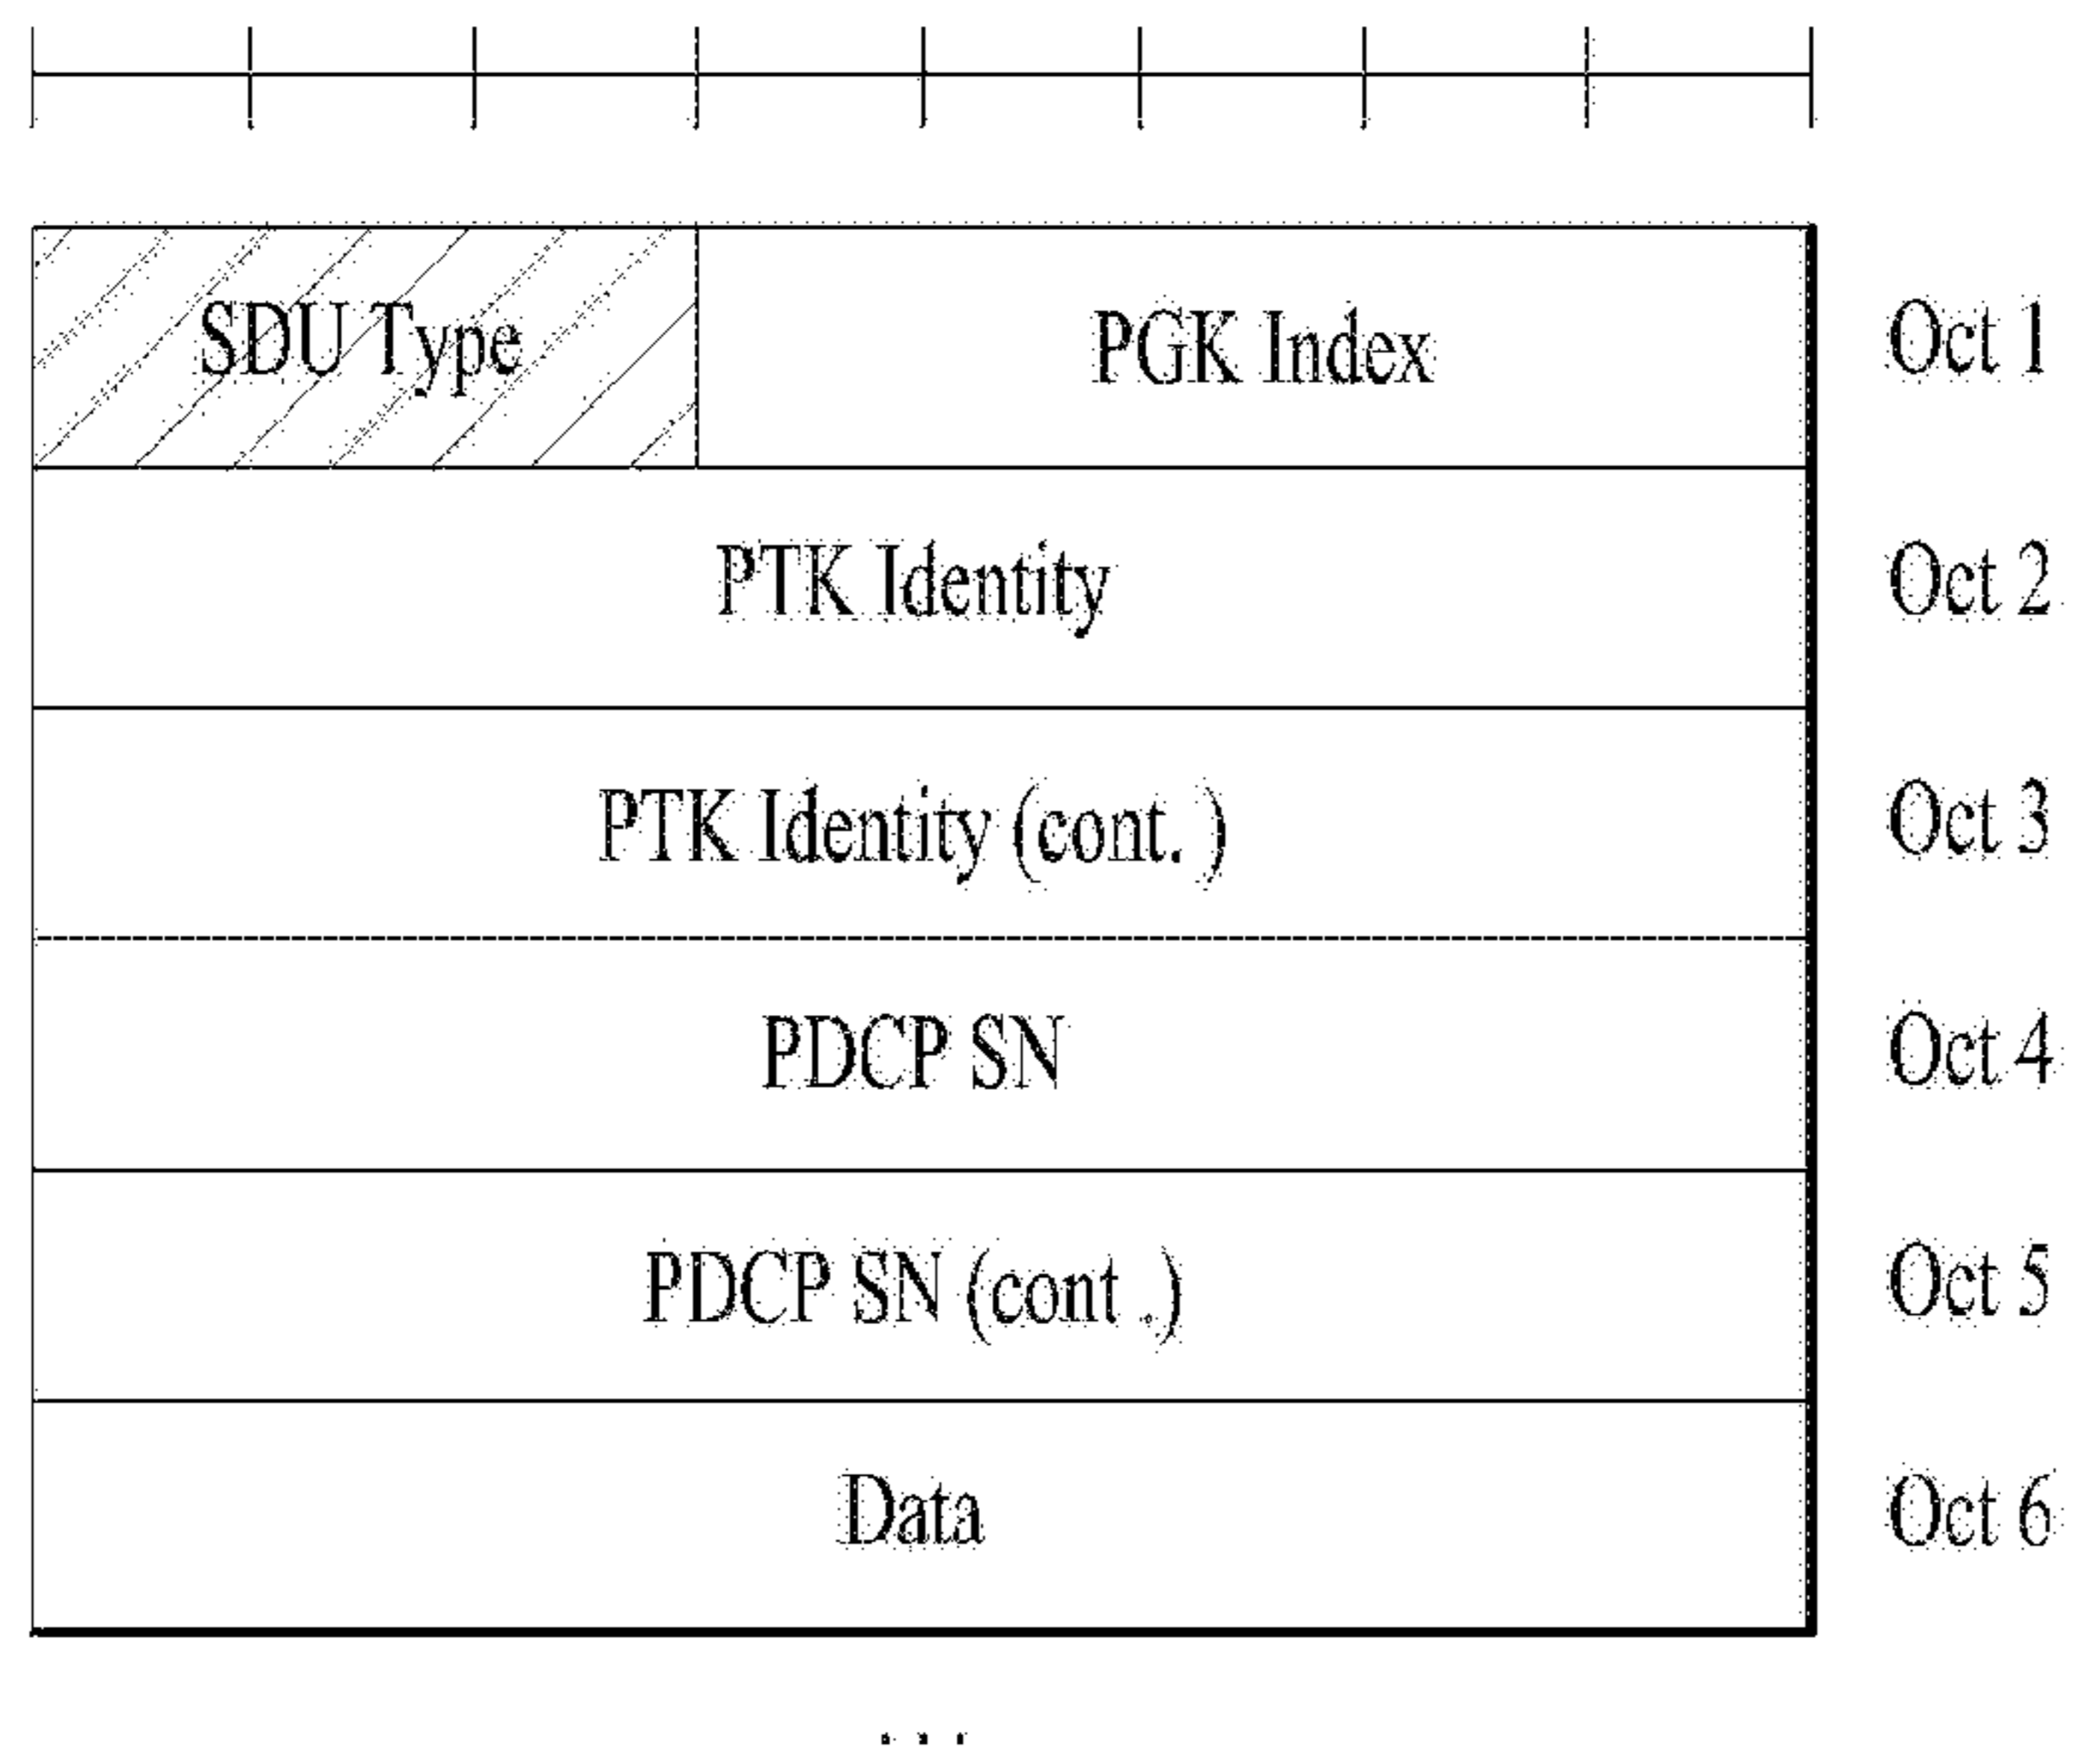 SDU Type PGK Index Oct 1
PTK Identity Oct 2
PTK Identity (cont. ) Oct 3
PDCP SN Oct 4
PDCP SN (cont .) Oct 5
Data Oct 6
...